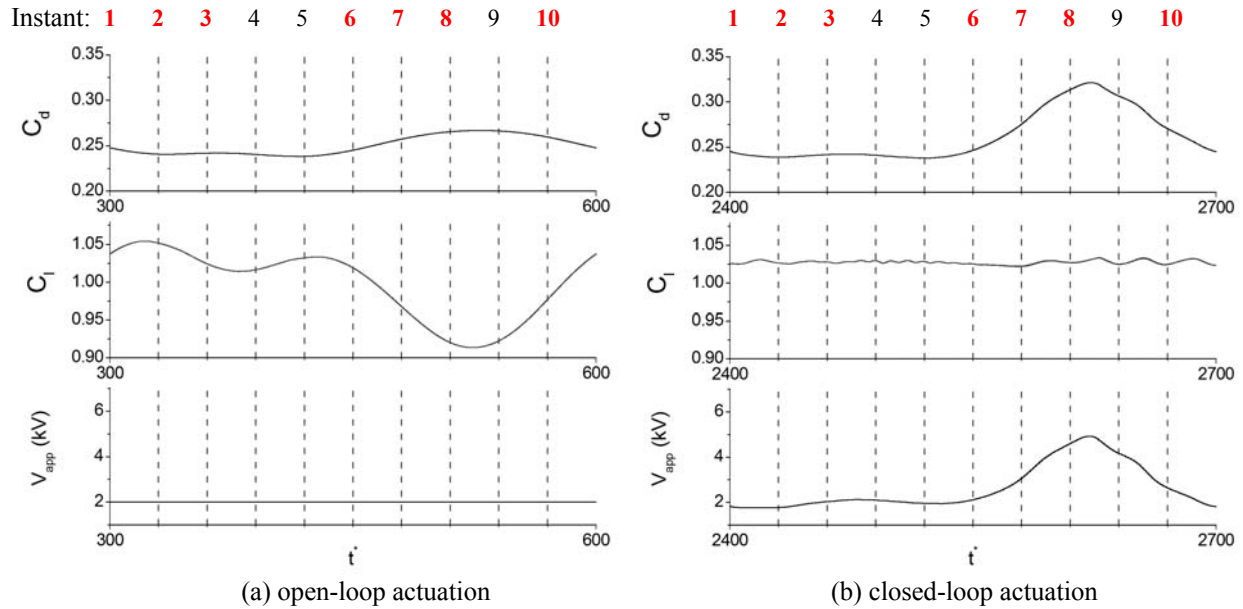 Instant: 1 2 3 4 5 6 7 8 9 10
1 2 3 4 5 6 7 8 9 10
0.35
0.30
0.25
0.20
C_d
300
600
1.05
1.00
0.95
0.90
C_l
300
600
6
4
2
V_app (kV)
300
600
t*
(a) open-loop actuation
0.35
0.30
0.25
0.20
C_d
2400
2700
1.05
1.00
0.95
0.90
C_l
2400
2700
6
4
2
V_app (kV)
2400
2700
t*
(b) closed-loop actuation